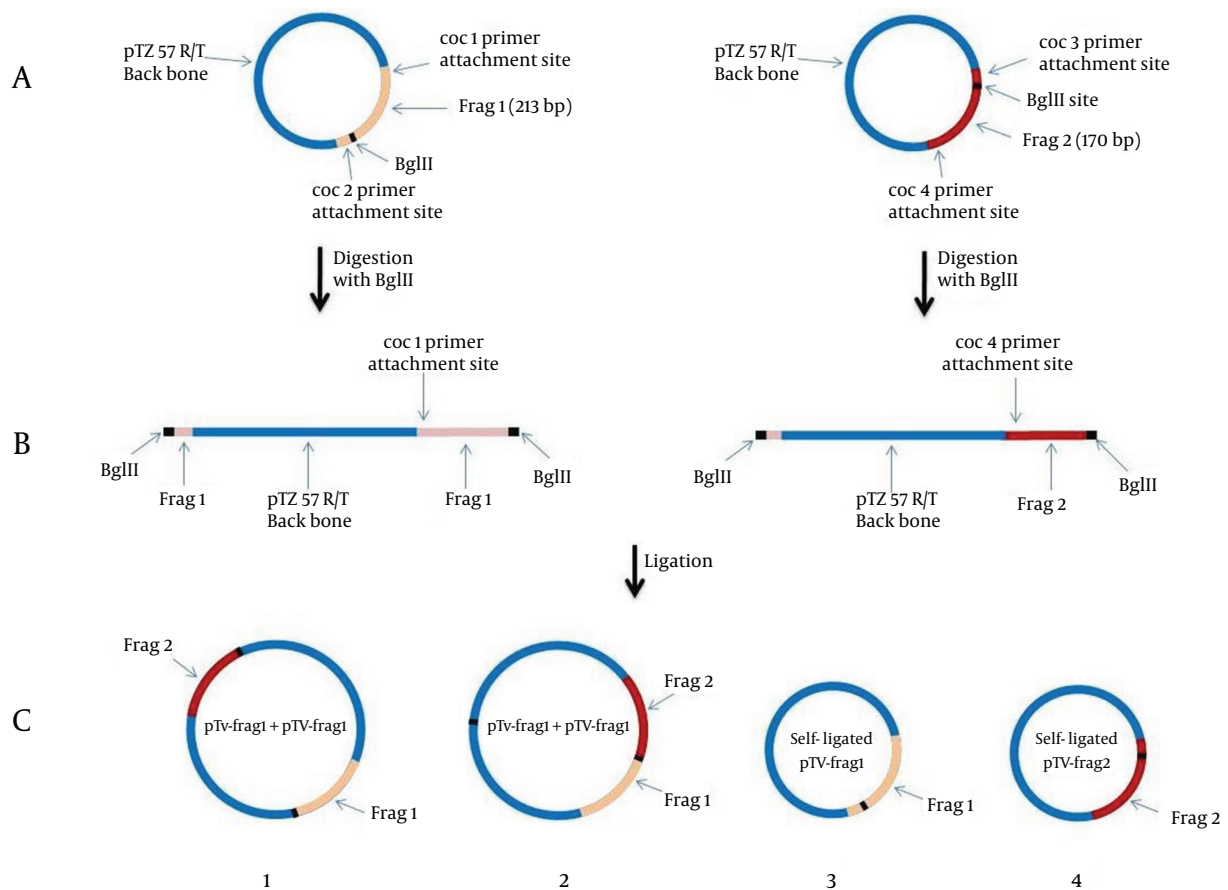 A
pTZ 57 R/T
Back bone
coc 1 primer
attachment site
Frag 1 (213 bp)
BglII
coc 2 primer
attachment site
pTZ 57 R/T
Back bone
coc 3 primer
attachment site
BglII site
Frag 2 (170 bp)
coc 4 primer
attachment site
Digestion
with BglII
Digestion
with BglII
B
coc 1 primer
attachment site
BglII
Frag 1
pTZ 57 R/T
Back bone
Frag 1
BglII
coc 4 primer
attachment site
BglII
pTZ 57 R/T
Back bone
Frag 2
BglII
Ligation
C
Frag 2
pTv-frag1 + pTV-frag1
Frag 1
pTv-frag1 + pTV-frag1
Frag 2
Frag 1
Self- ligated
pTV-frag1
Frag 1
Self- ligated
pTV-frag2
Frag 2
1
2
3
4